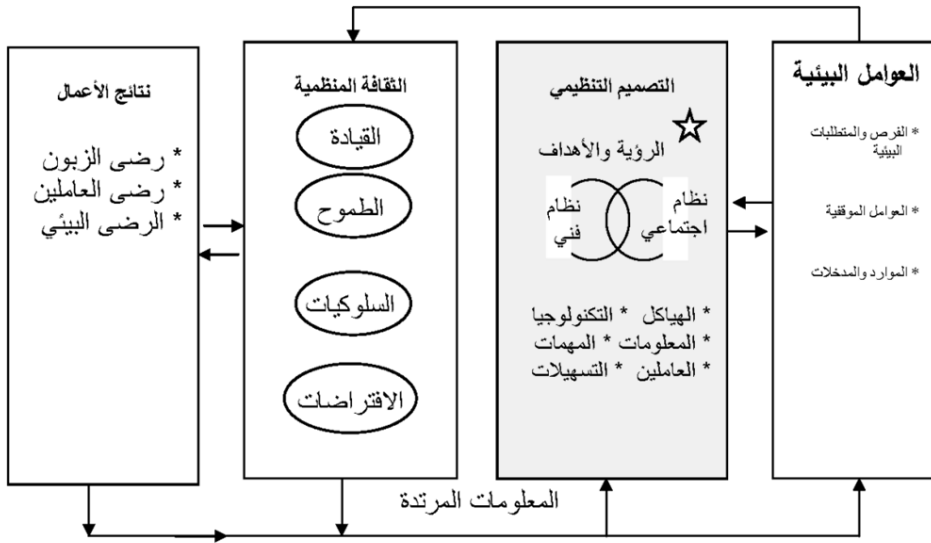 العوامل البيئية
* الفرص والمتطلبات
البيئية
* العوامل الموقفية
* الموارد والمدخلات
التصميم التنظيمي
الرؤية والأهداف
نظام
اجتماعي
نظام
فني
* الهياكل * التكنولوجيا
* المعلومات * المهمات
* العاملين * التسهيلات
الثقافة المنظمية
القيادة
الطموح
السلوكيات
الافتراضات
نتائج الأعمال
* رضى الزبون
* رضى العاملين
* الرضى البيئي
المعلومات المرتدة